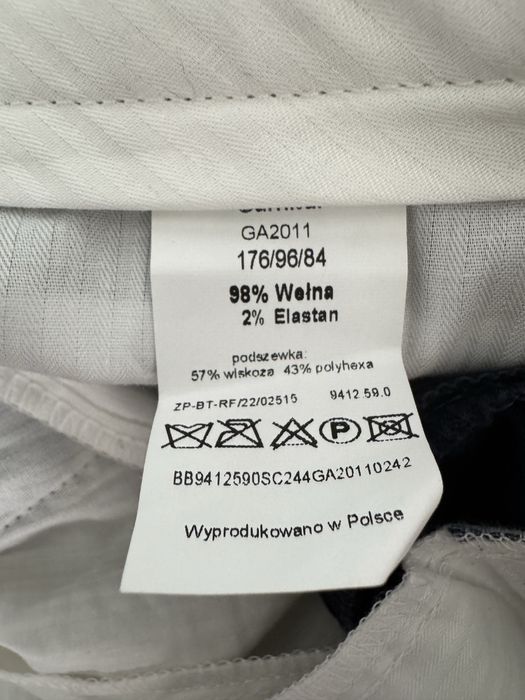 GA2011
176/96/84
98% Wełna
2% Elastan
podszewka:
57% wiskoza 43% polyhexa
ZP-BT-RF/22/02515 9412 59.0
P
BB9412590SC244GA20110242
Wyprodukowano w Polsce